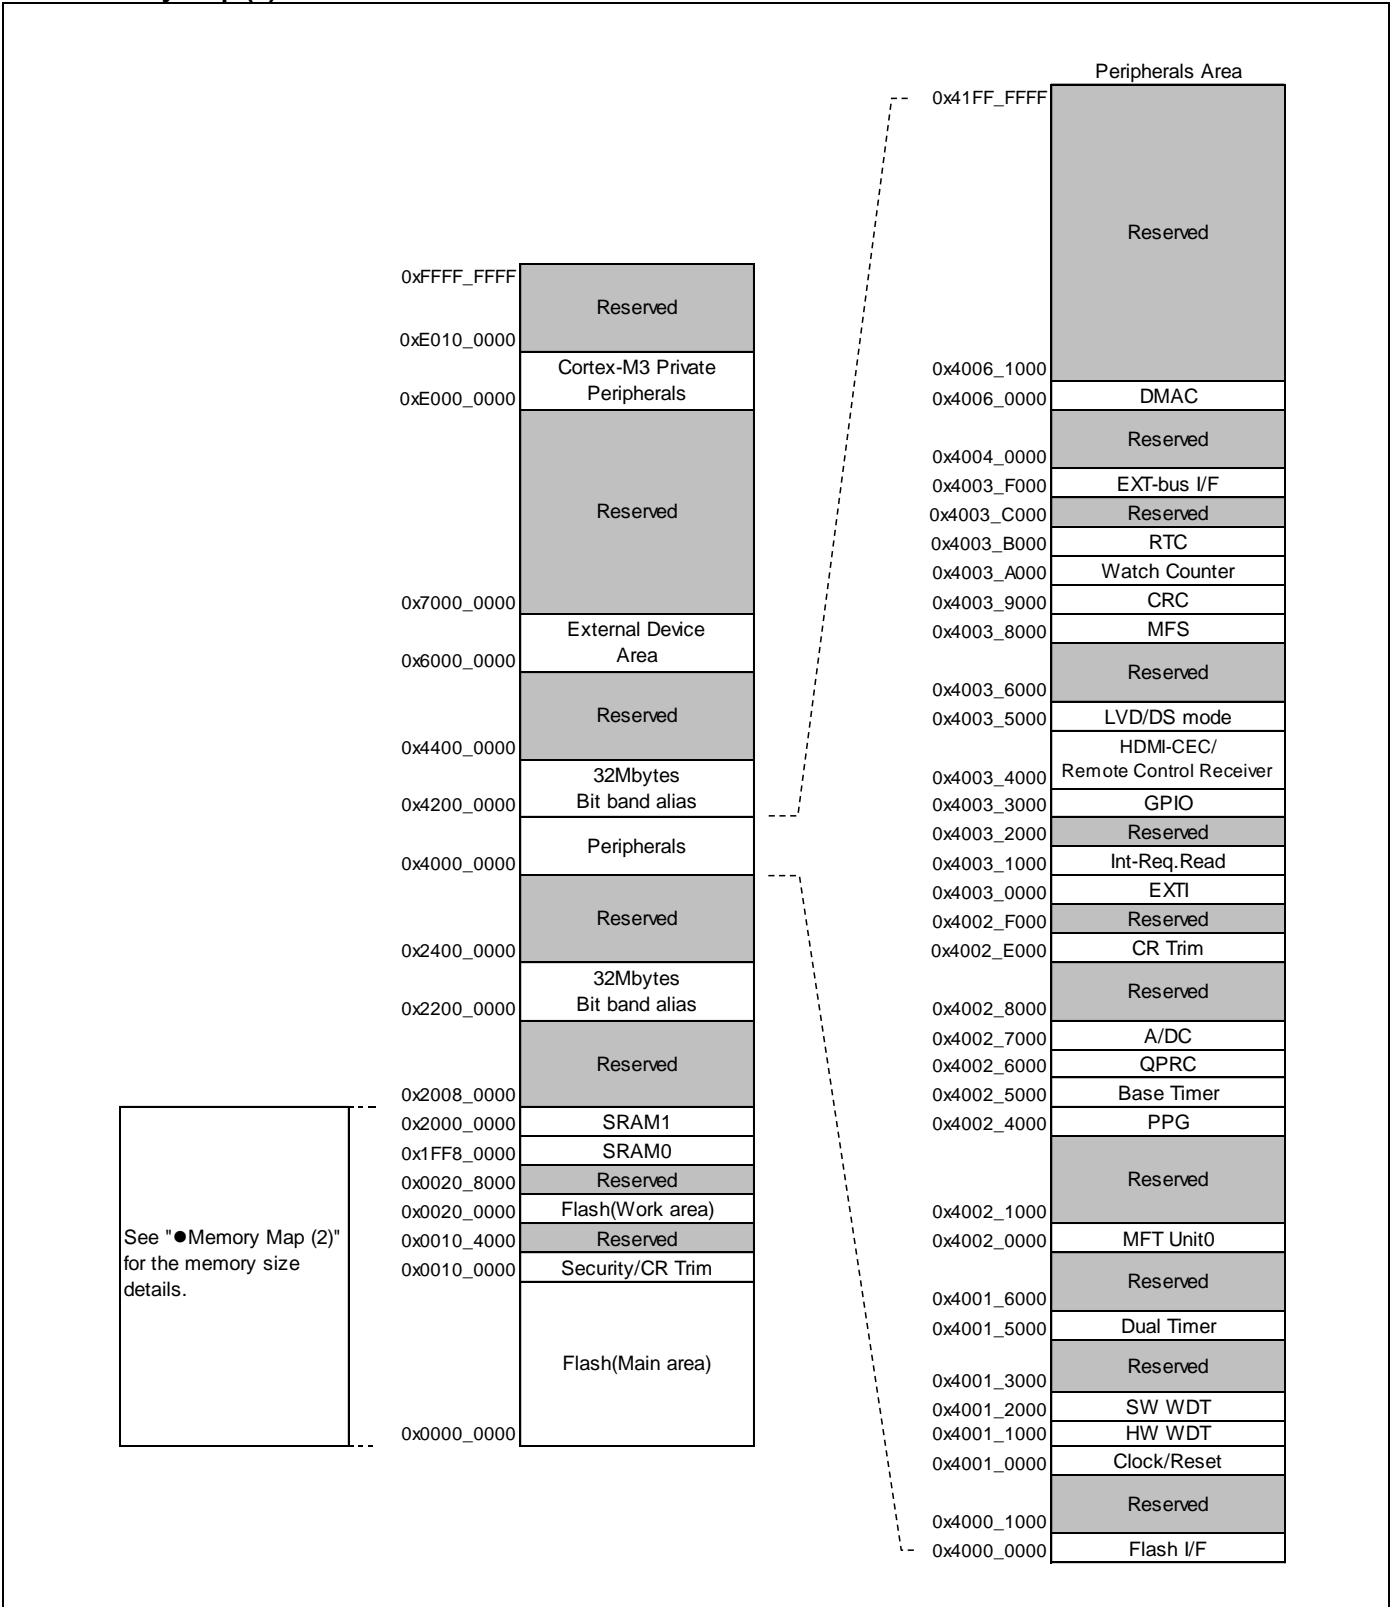 Peripherals Area
0x41FF_FFFF
Reserved
0x4006_1000
0x4006_0000 DMAC
Reserved
0x4004_0000
0x4003_F000 EXT-bus I/F
0x4003_C000 Reserved
0x4003_B000 RTC
0x4003_A000 Watch Counter
0x4003_9000 CRC
0x4003_8000 MFS
Reserved
0x4003_6000
0x4003_5000 LVD/DS mode
HDMI-CEC/
0x4003_4000 Remote Control Receiver
0x4003_3000 GPIO
0x4003_2000 Reserved
0x4003_1000 Int-Req.Read
0x4003_0000 EXTI
0x4002_F000 Reserved
0x4002_E000 CR Trim
Reserved
0x4002_8000
0x4002_7000 A/DC
0x4002_6000 QPRC
0x4002_5000 Base Timer
0x4002_4000 PPG
Reserved
0x4002_1000
0x4002_0000 MFT Unit0
Reserved
0x4001_6000
0x4001_5000 Dual Timer
Reserved
0x4001_3000
0x4001_2000 SW WDT
0x4001_1000 HW WDT
0x4001_0000 Clock/Reset
Reserved
0x4000_1000
0x4000_0000 Flash I/F
0xFFFF_FFFF
Reserved
0xE010_0000
Cortex-M3 Private
0xE000_0000 Peripherals
Reserved
0x7000_0000
External Device
0x6000_0000 Area
Reserved
0x4400_0000
32Mbytes
0x4200_0000 Bit band alias
Peripherals
0x4000_0000
Reserved
0x2400_0000
32Mbytes
0x2200_0000 Bit band alias
Reserved
0x2008_0000
0x2000_0000 SRAM1
0x1FF8_0000 SRAM0
0x0020_8000 Reserved
0x0020_0000 Flash(Work area)
0x0010_4000 Reserved
0x0010_0000 Security/CR Trim
Flash(Main area)
0x0000_0000
See "●Memory Map (2)"
for the memory size
details.